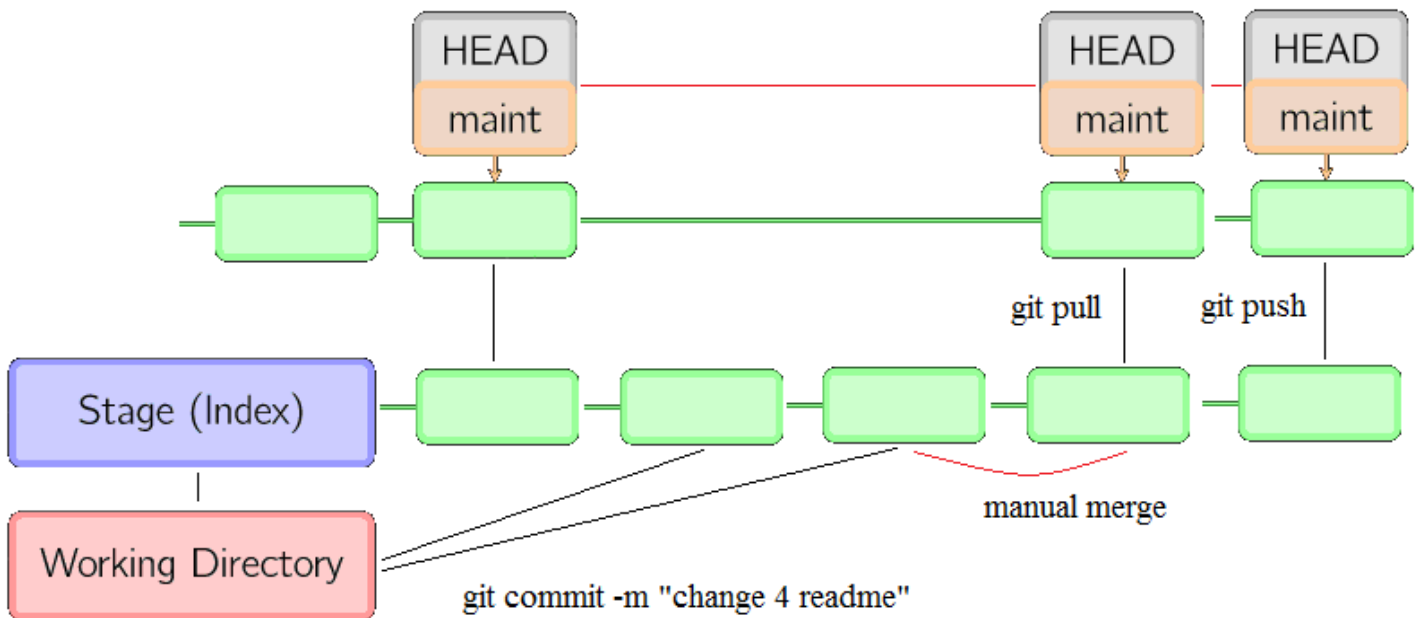 HEAD
maint
HEAD
maint
HEAD
maint
git pull
git push
Stage (Index)
manual merge
Working Directory
git commit -m "change 4 readme"